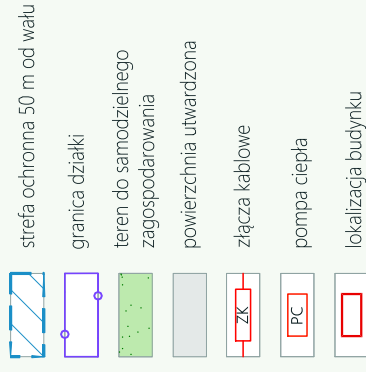 strefa ochronna 50 m od wału
granica działki
teren do samodzielnego
zagospodarowania
powierzchnia utwardzona
złącza kablowe
ZK
pompa ciepła
PC
lokalizacja budynku